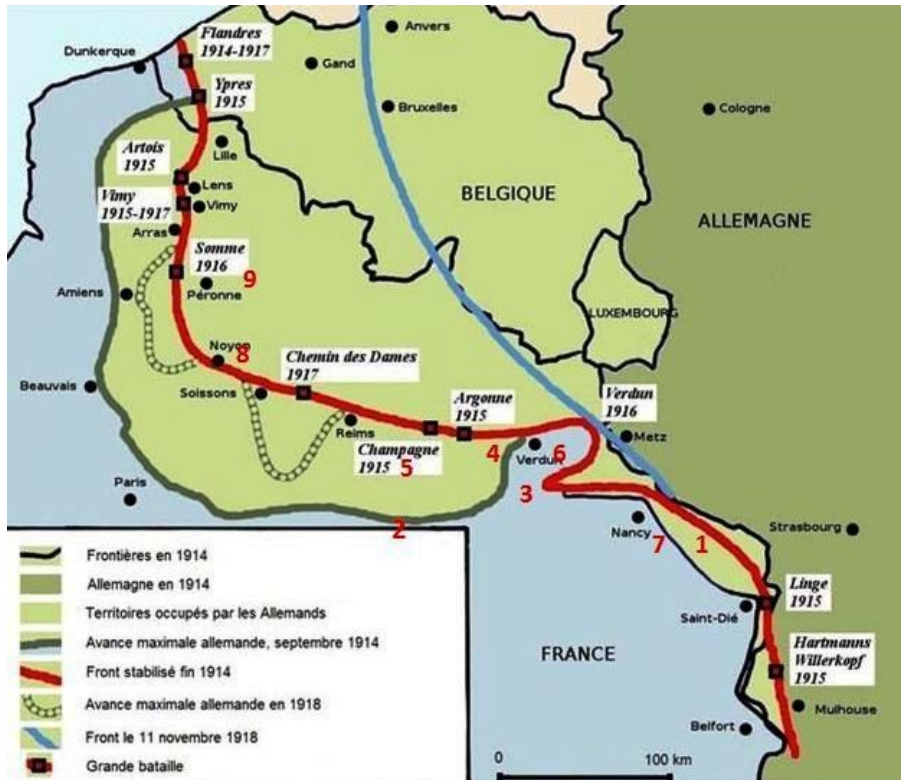 Flandres
1914-1917
Anvers
Dunkerque
Gand
Ypres
1915
Bruxelles
Cologne
Artois
1915
Lille
Lens
BELGIQUE
Vimy
1915-1917
Vimy
ALLEMAGNE
Arras
Somme
1916
9
Amiens
Péronne
LUXEMBOURG
Noyon
8
Chemin des Dames
1917
Beauvais
Soissons
Argonne
1915
Verdun
1916
Reims
Metz
Champagne
1915
5
4
Verdun
6
3
Paris
2
Nancy
7
1
Strasbourg
Linge
1915
Saint-Dié
FRANCE
Hartmanns
Willerkopf
1915
Mulhouse
Belfort
0
100 km
Frontières en 1914
Allemagne en 1914
Territoires occupés par les Allemands
Avance maximale allemande, septembre 1914
Front stabilisé fin 1914
Avance maximale allemande en 1918
Front le 11 novembre 1918
Grande bataille